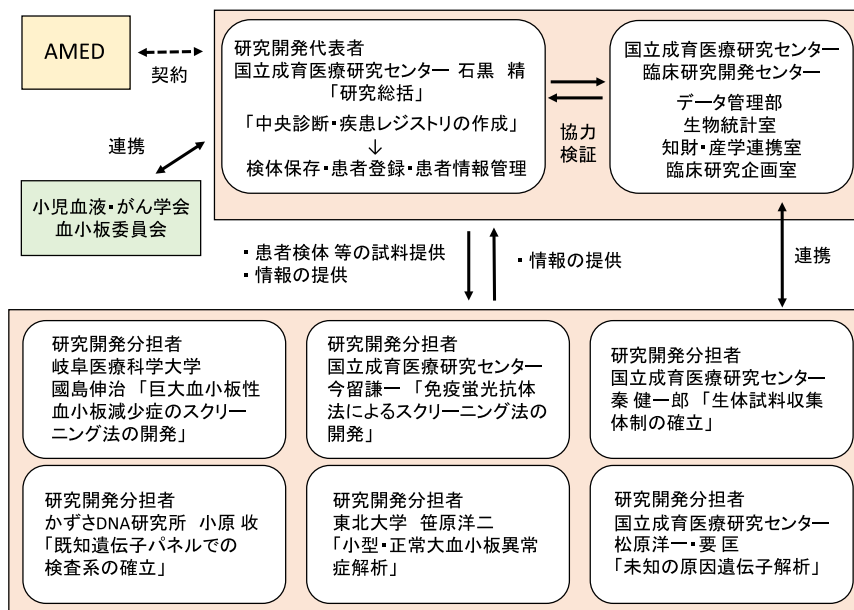 AMED
契約
連携
小児血液・がん学会
血小板委員会
研究開発代表者
国立成育医療研究センター 石黒 精
「研究総括」
「中央診断・疾患レジストリの作成」
↓
検体保存・患者登録・患者情報管理
協力
検証
国立成育医療研究センター
臨床研究開発センター
データ管理部
生物統計室
知財・産学連携室
臨床研究企画室
・患者検体 等の試料提供
・情報の提供
・情報の提供
連携
研究開発分担者
岐阜医療科学大学
國島伸治 「巨大血小板性
血小板減少症のスクリー
ニング法の開発」
研究開発分担者
国立成育医療研究センター
今留謙一 「免疫蛍光抗体
法によるスクリーニング法の
開発」
研究開発分担者
国立成育医療研究センター
秦 健一郎 「生体試料収集
体制の確立」
研究開発分担者
かずさDNA研究所 小原 收
「既知遺伝子パネルでの
検査系の確立」
研究開発分担者
東北大学 笹原洋二
「小型・正常大血小板異常
症解析」
研究開発分担者
国立成育医療研究センター
松原洋一・要 匡
「未知の原因遺伝子解析」